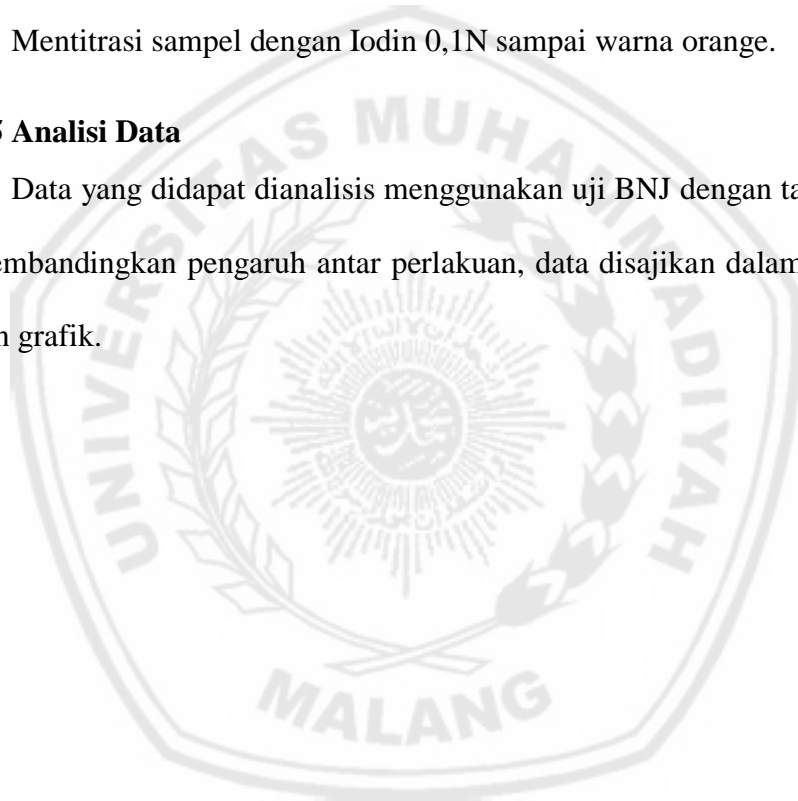 Mentitrasi sampel dengan Iodin 0,1N sampai warna orange.
Analisi Data
Data yang didapat dianalisis menggunakan uji BNJ dengan ta
embandingkan pengaruh antar perlakuan, data disajikan dalam
n grafik.
UNIVERSITAS MUHAMMADIYAH
MALANG